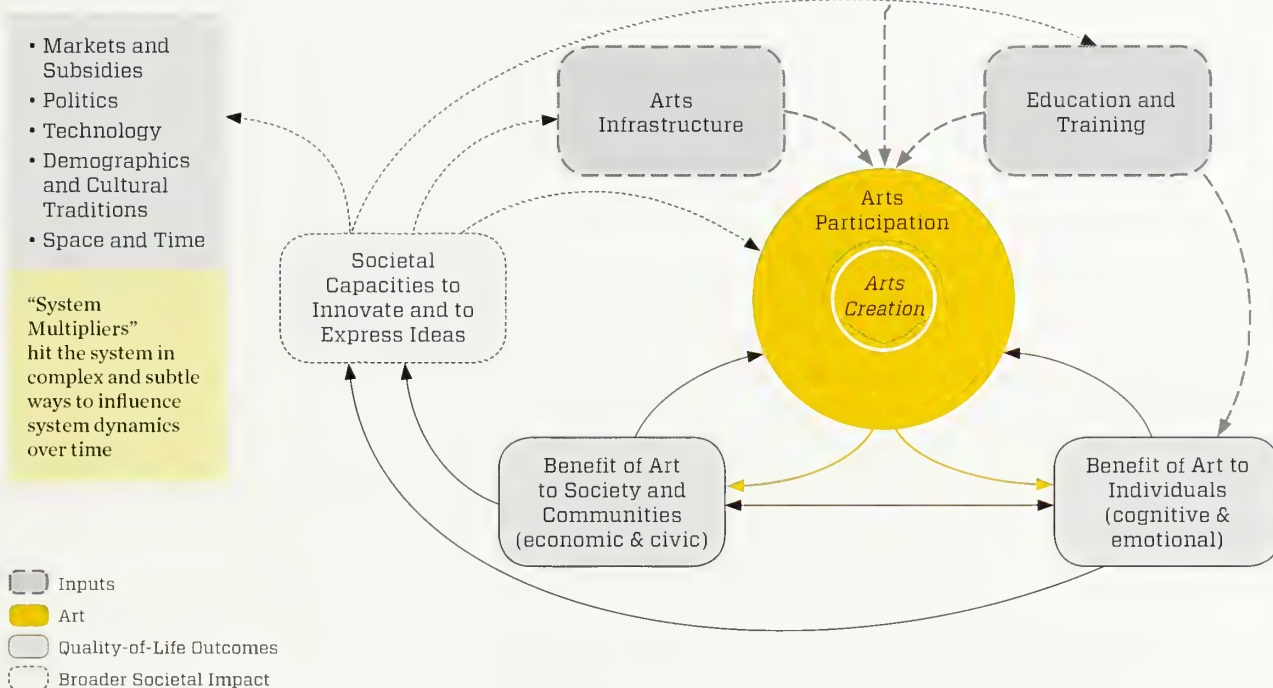 • Markets and
Subsidies
• Politics
• Technology
• Demographics
and Cultural
Traditions
• Space and Time
“System
Multipliers”
hit the system in
complex and subtle
ways to influence
system dynamics
over time
Arts
Infrastructure
Education and
Training
Arts
Participation
Arts
Creation
Societal
Capacities to
Innovate and to
Express Ideas
Benefit of Art
to Society and
Communities
(economic & civic)
Benefit of Art to
Individuals
(cognitive &
emotional)
Inputs
Art
Quality-of-Life Outcomes
Broader Societal Impact